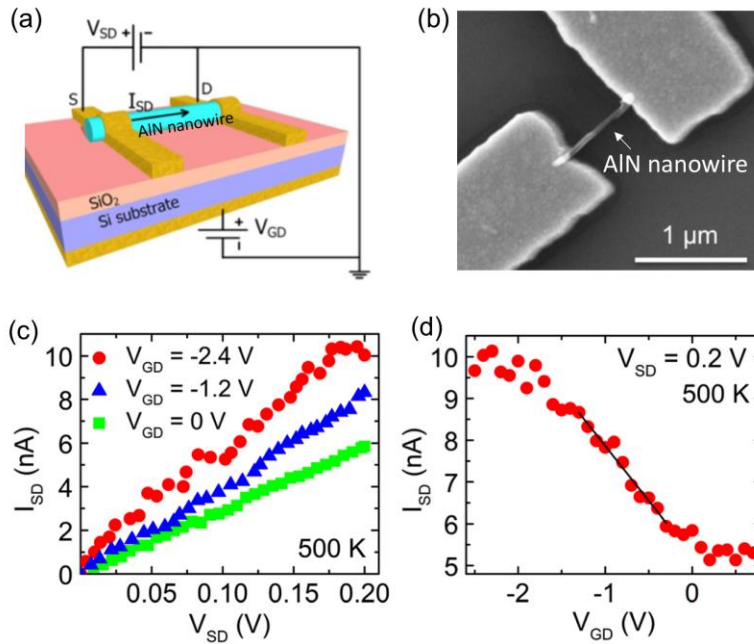 (a)
V_SD + -
S
D
I_SD
AlN nanowire
SiO₂
Si substrate
+
V_GD
-
(b)
AlN nanowire
1 µm
(c)
V_GD = -2.4 V
V_GD = -1.2 V
V_GD = 0 V
500 K
10
8
6
4
2
0
I_SD (nA)
0.05 0.10 0.15 0.20
V_SD (V)
(d)
V_SD = 0.2 V
500 K
10
9
8
7
6
5
I_SD (nA)
-2 -1 0
V_GD (V)